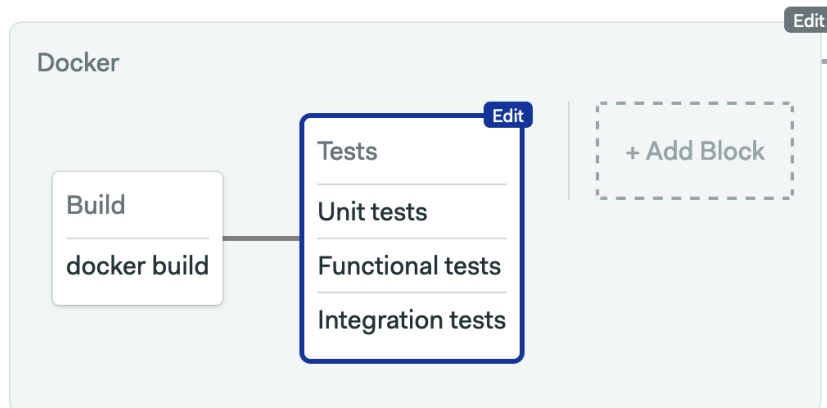 Edit
Docker
Edit
Tests
+ Add Block
Build
Unit tests
docker build
Functional tests
Integration tests